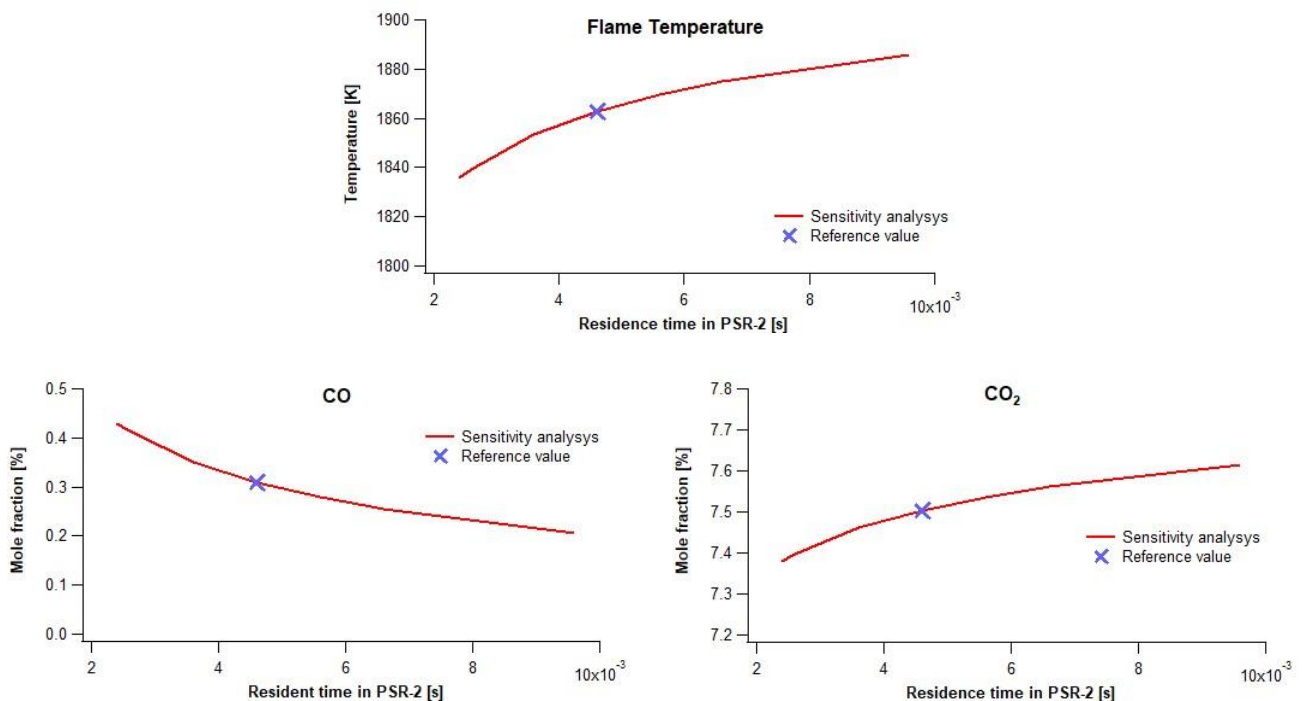 Flame Temperature
1900
1880
1860
1840
1820
1800
Temperature [K]
Sensitivity analysys
Reference value
2 4 6 8 10x10⁻³
Residence time in PSR-2 [s]
CO
0.5
0.4
0.3
0.2
0.1
0.0
Mole fraction [%]
Sensitivity analysys
Reference value
2 4 6 8 10x10⁻³
Resident time in PSR-2 [s]
CO₂
7.8
7.7
7.6
7.5
7.4
7.3
7.2
Mole fraction [%]
Sensitivity analysys
Reference value
2 4 6 8 10x10⁻³
Residence time in PSR-2 [s]